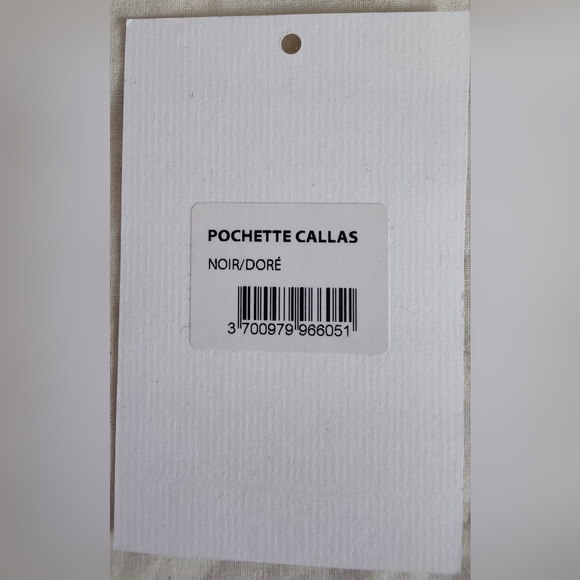 POCHETTE CALLAS
NOIR/DORÉ
3 700979 966051